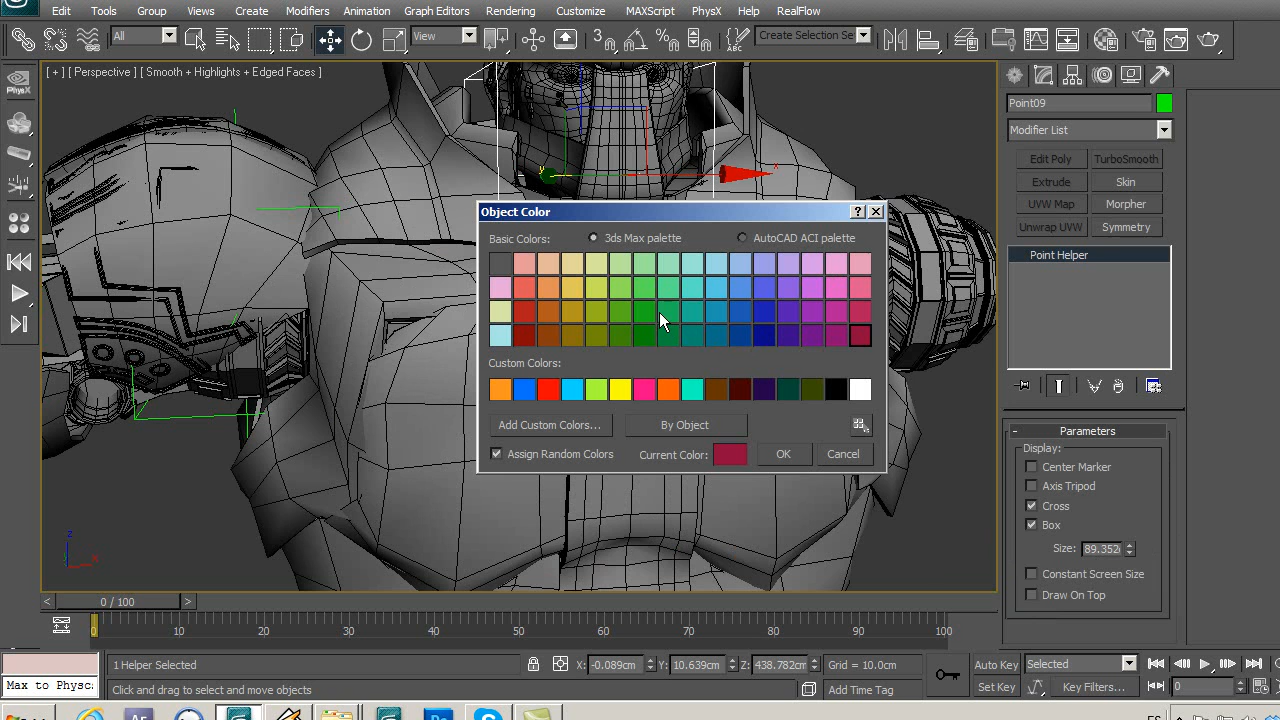 Edit Tools Group Views Create Modifiers Animation Graph Editors Rendering Customize MAXScript PhysX Help RealFlow
All View 3 Create Selection Se
[ + ] [ Perspective ] [ Smooth + Highlights + Edged Faces ]
PhysX
Point09
Modifier List
Edit Poly TurboSmooth
Extrude Skin
UVW Map Morpher
Unwrap UVW Symmetry
Point Helper
x
y
Object Color
Basic Colors: 3ds Max palette AutoCAD ACI palette
Custom Colors:
Add Custom Colors... By Object
Assign Random Colors Current Color: OK Cancel
- Parameters
Display:
Center Marker
Axis Tripod
Cross
Box
Size: 89.352
Constant Screen Size
Draw On Top
z
x
< 0 / 100 >
0 10 20 30 40 50 60 70 80 90 100
1 Helper Selected X: -0.089cm Y: 10.639cm Z: 438.782cm Grid = 10.0cm Auto Key Selected
Max to Physc: Click and drag to select and move objects Add Time Tag Set Key Key Filters... 0
Ps S ES